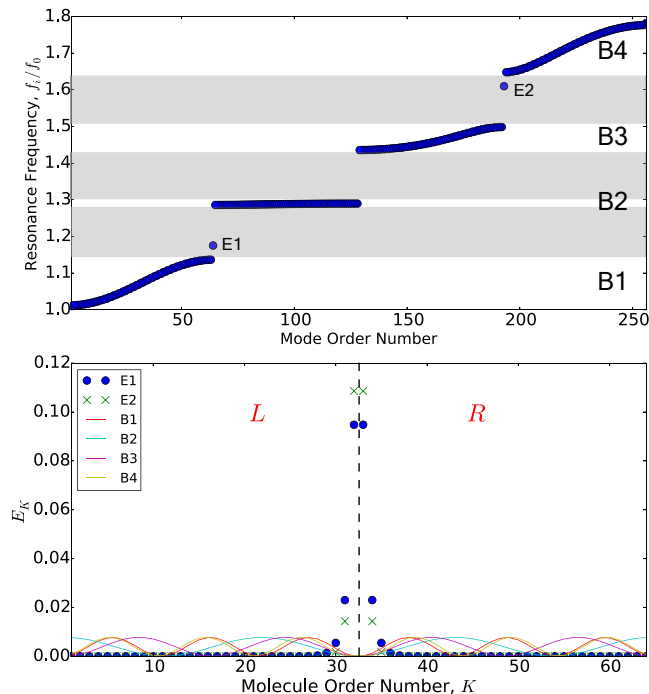 1.8
1.7
1.6
1.5
1.4
1.3
1.2
1.1
1.0
Resonance Frequency, f_i/f_0
B4
E2
B3
B2
E1
B1
50 100 150 200 250
Mode Order Number
0.12
0.10
0.08
0.06
0.04
0.02
0.00
E_K
E1
E2
B1
B2
B3
B4
L R
10 20 30 40 50 60
Molecule Order Number, K